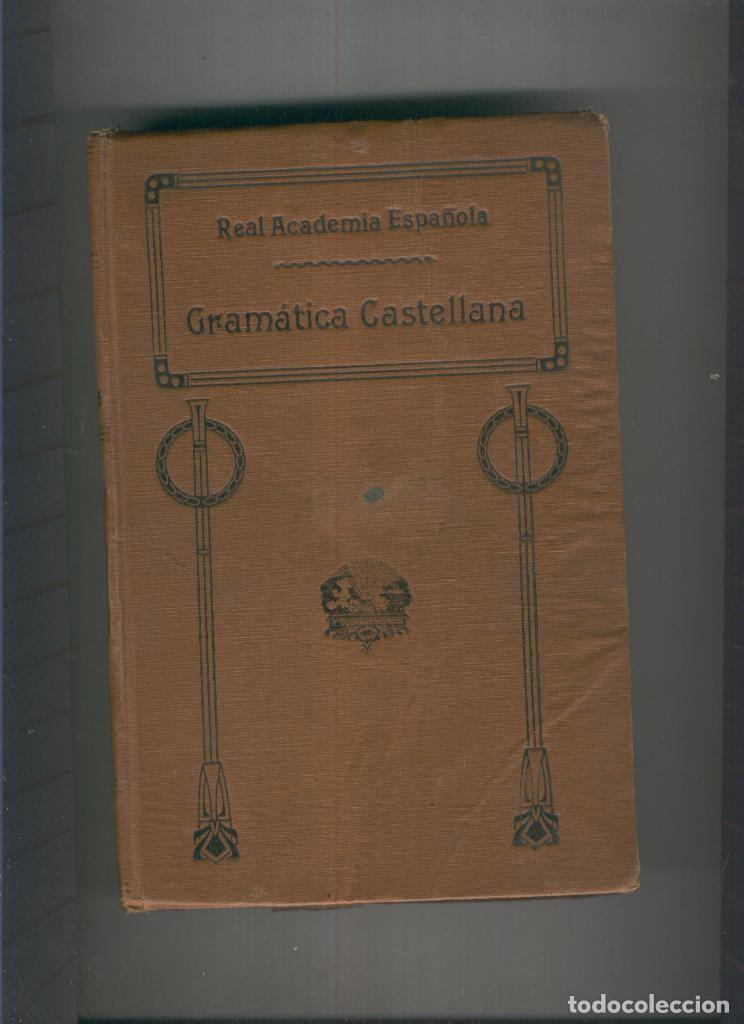 Real Academia Española
Gramática Castellana
todocoleccion